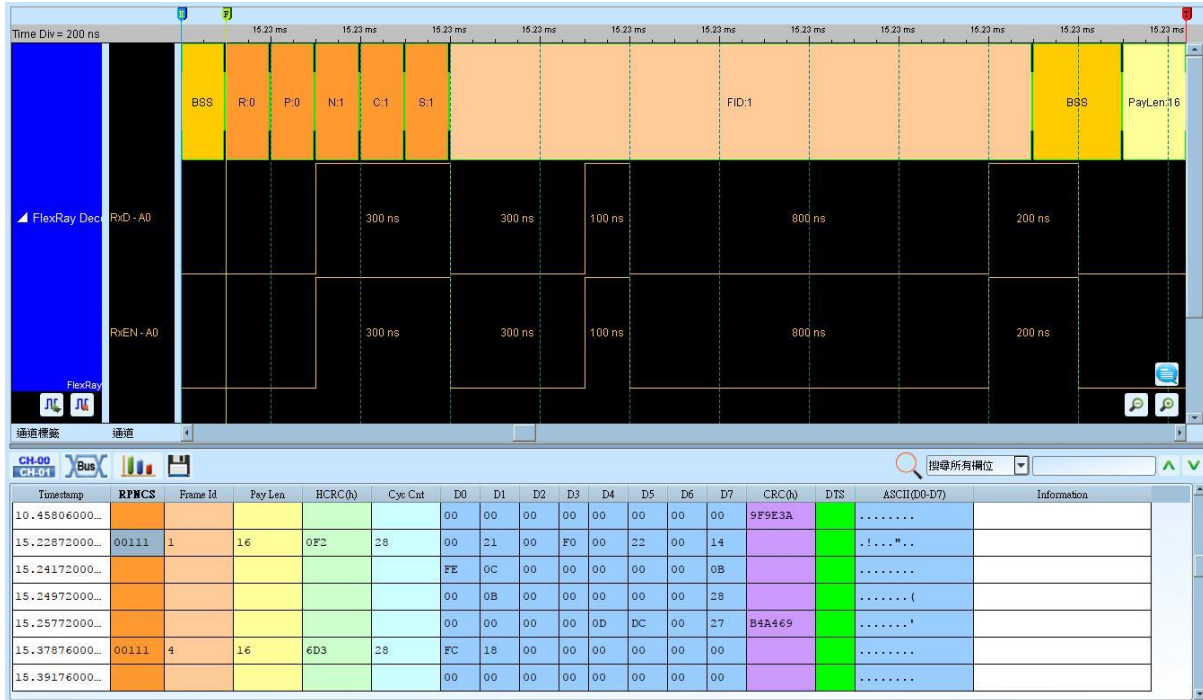 E F T
Time Div = 200 ns 15.23 ms 15.23 ms 15.23 ms 15.23 ms 15.23 ms 15.23 ms 15.23 ms 15.23 ms 15.23 ms 15.23 ms 15.23 ms
BSS R:0 P:0 N:1 C:1 S:1 FID:1 BSS PayLen:16
FlexRay Deco RxD - A0 300 ns 300 ns 100 ns 800 ns 200 ns
RxEN - A0 300 ns 300 ns 100 ns 800 ns 200 ns
FlexRay
通道標籤 通道
CH-00
CH-01 Bus 搜尋所有欄位
Timestamp RPNCS Frame Id Pay Len HCRC(h) Cyc Cnt D0 D1 D2 D3 D4 D5 D6 D7 CRC(h) DTS ASCII(D0-D7) Information
10.45806000... 00 00 00 00 00 00 00 00 9F9E3A ........
15.22872000... 00111 1 16 0F2 28 00 21 00 F0 00 22 00 14 .!..."..
15.24172000... FE 0C 00 00 00 00 00 0B ........
15.24972000... 00 0B 00 00 00 00 00 28 .......(
15.25772000... 00 00 00 00 0D DC 00 27 B4A469 .......'
15.37876000... 00111 4 16 6D3 28 FC 18 00 00 00 00 00 00 ........
15.39176000... 00 00 00 00 00 00 00 00 ........